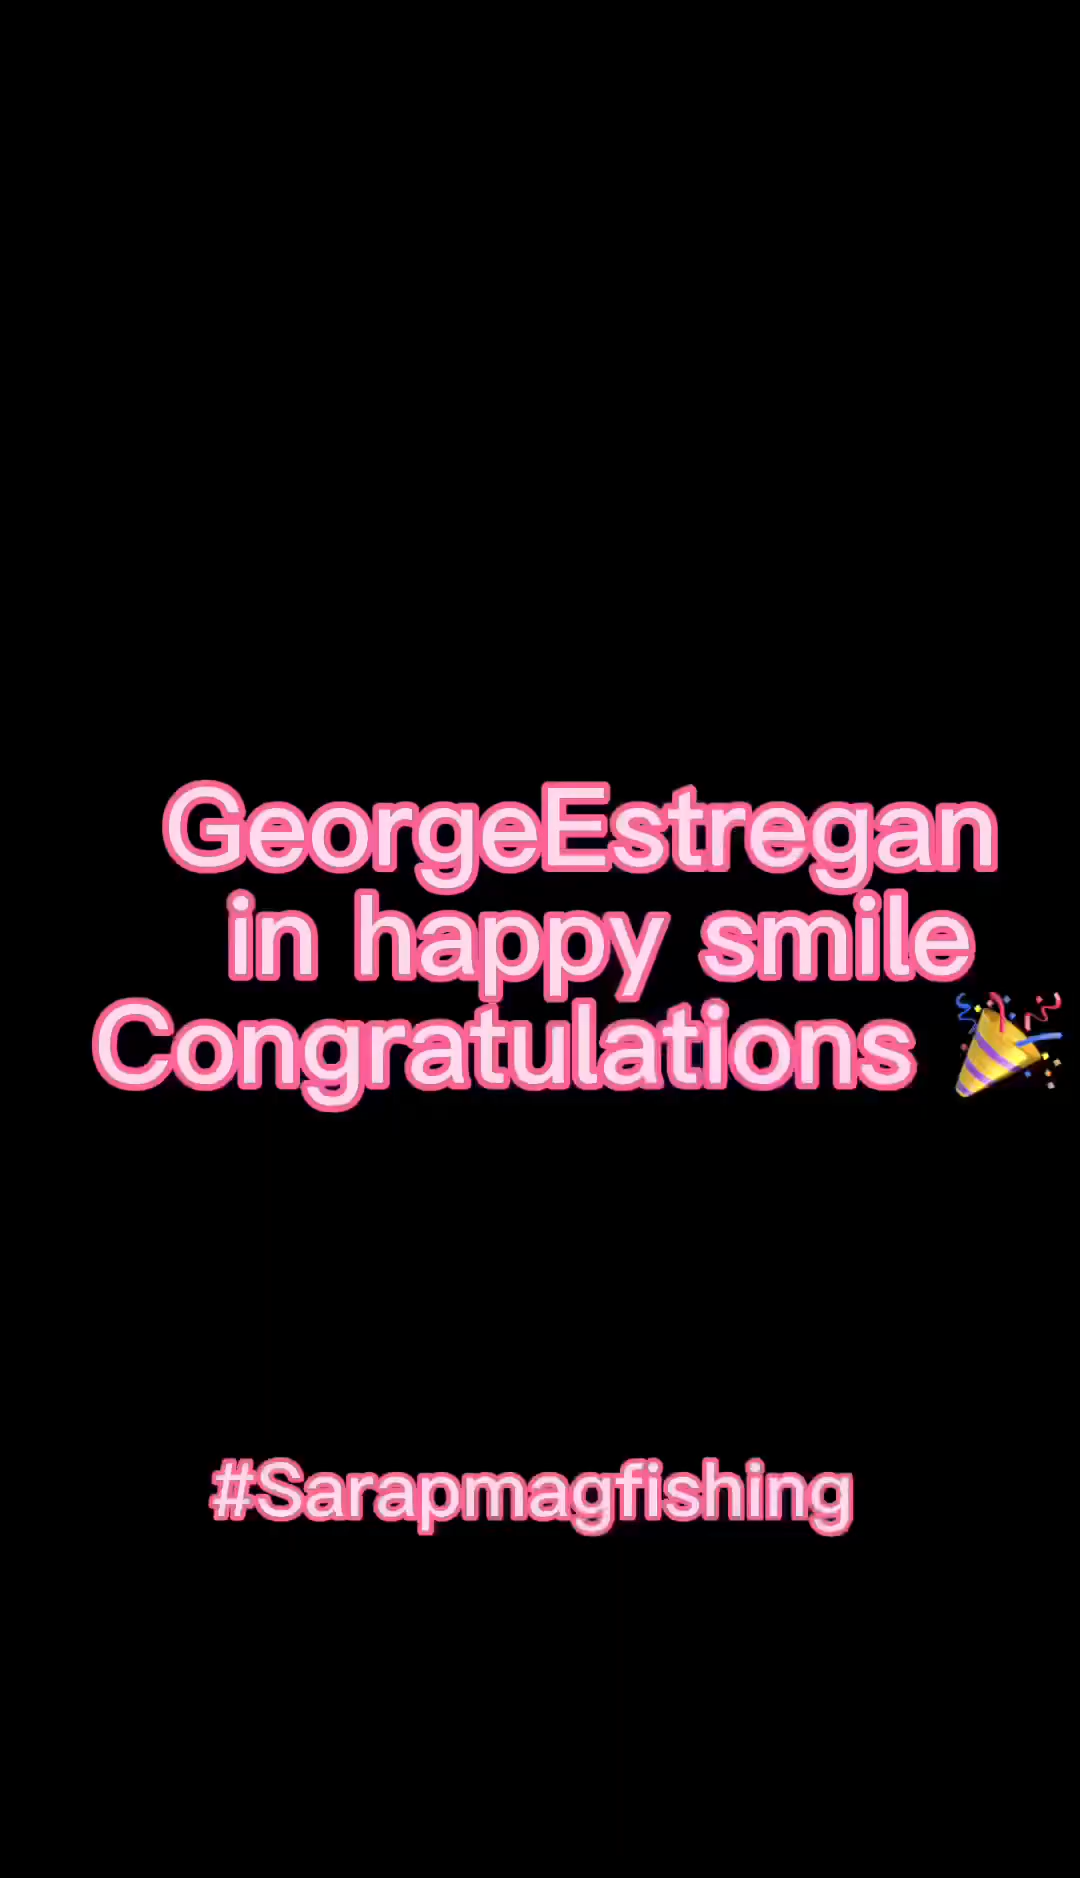 GeorgeEstregan
in happy smile
Congratulations 🎉
#Sarapmagfishing